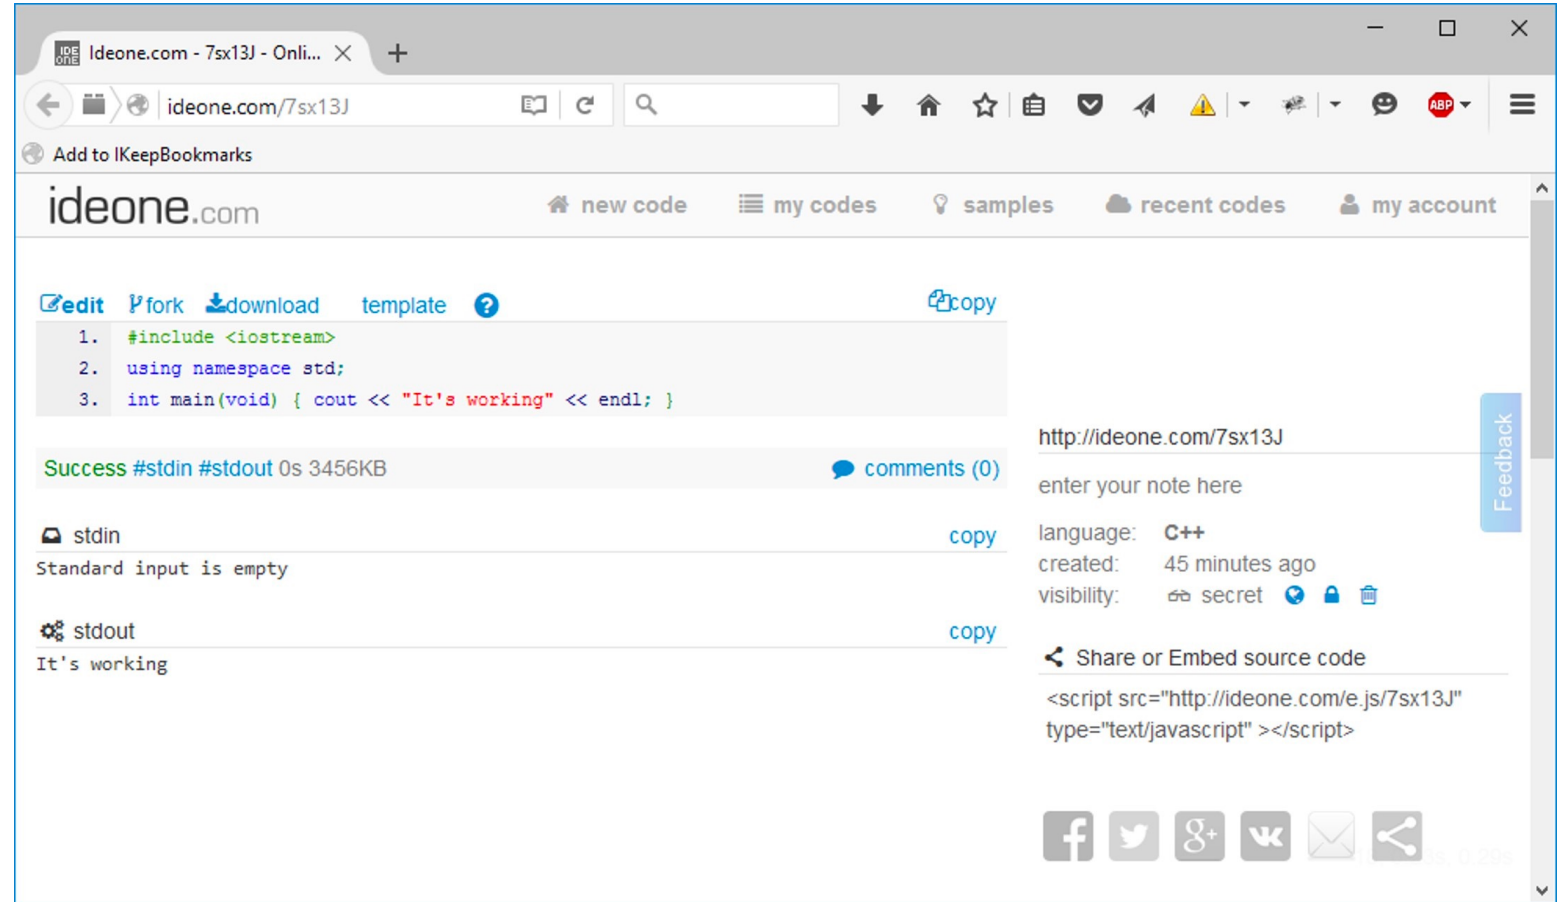 IDE ONE Ideone.com - 7sx13J - Onli...
ideone.com/7sx13J
ABP
Add to IKeepBookmarks
ideone.com new code my codes samples recent codes my account
edit fork download template ? copy
1. #include <iostream>
2. using namespace std;
3. int main(void) { cout << "It's working" << endl; }
Success #stdin #stdout 0s 3456KB comments (0)
stdin copy
Standard input is empty
stdout copy
It's working
http://ideone.com/7sx13J
enter your note here
language: C++
created: 45 minutes ago
visibility: secret
Share or Embed source code
<script src="http://ideone.com/e.js/7sx13J"
type="text/javascript" ></script>
Feedback
f g+ VK